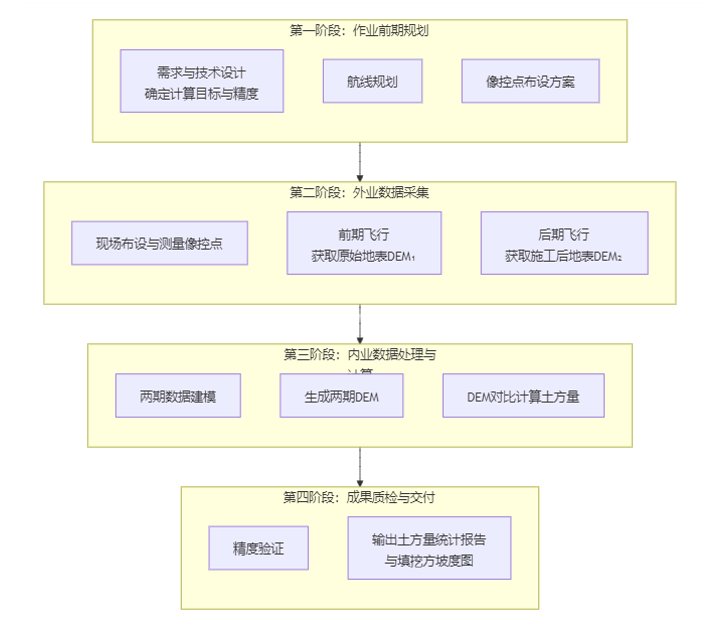 第一阶段：作业前期规划
需求与技术设计
确定计算目标与精度
航线规划
像控点布设方案
第二阶段：外业数据采集
现场布设与测量像控点
前期飞行
获取原始地表DEM₁
后期飞行
获取施工后地表DEM₂
第三阶段：内业数据处理与
计算
两期数据建模
生成两期DEM
DEM对比计算土方量
第四阶段：成果质检与交付
精度验证
输出土方量统计报告
与填挖方坡度图